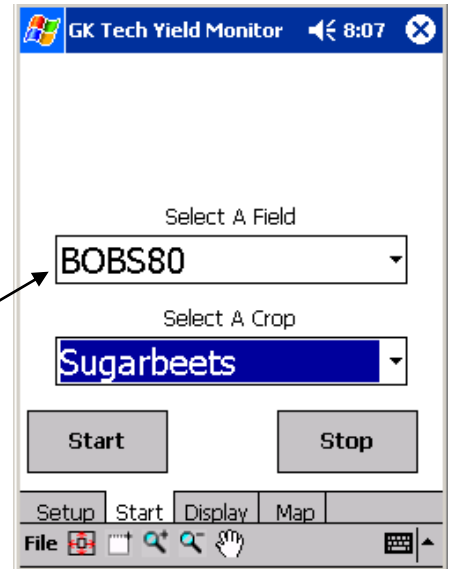 GK Tech Yield Monitor 8:07
Select A Field
BOBS80
Select A Crop
Sugarbeets
Start Stop
Setup Start Display Map
File